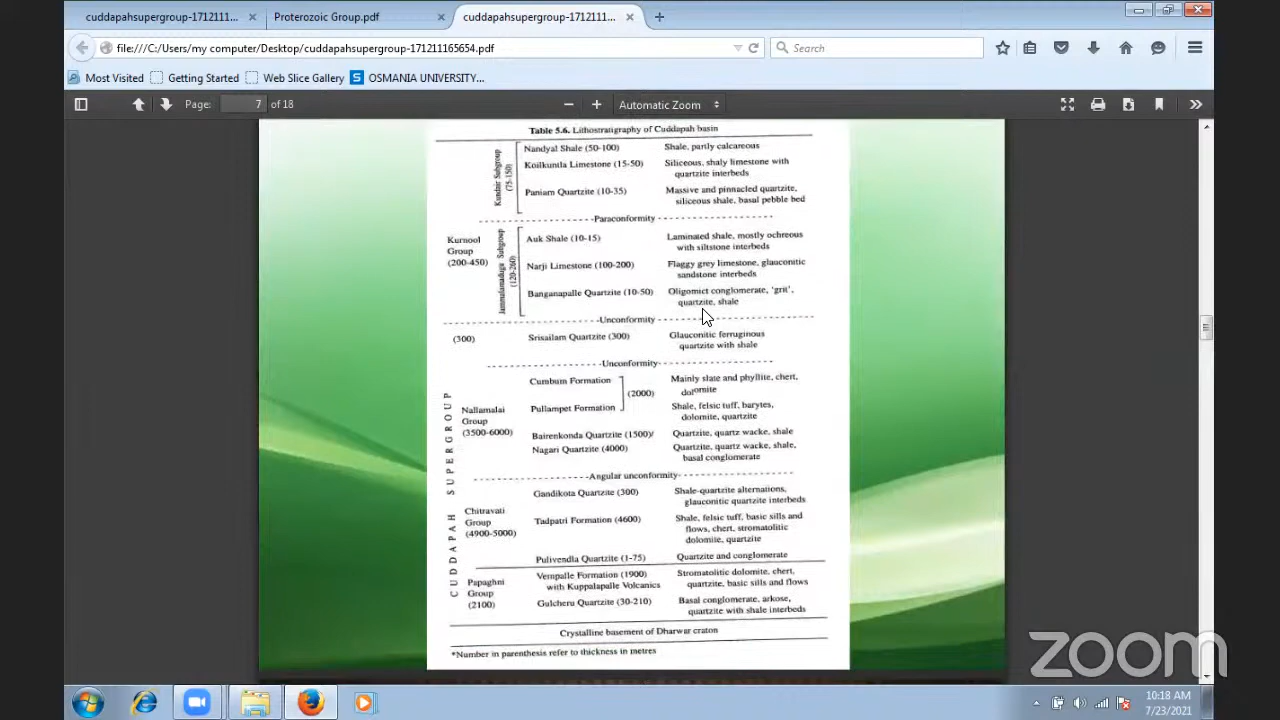 cuddapahsupergroup-1712111...
Proterozoic Group.pdf
cuddapahsupergroup-1712111...
file:///C:/Users/my computer/Desktop/cuddapahsupergroup-171211165654.pdf
Search
Most Visited Getting Started Web Slice Gallery OSMANIA UNIVERSITY...
Page: 7 of 18
Automatic Zoom
Table 5.6. Lithostratigraphy of Cuddapah basin
Kundair Subgroup
(75-150)
Nandyal Shale (50-100) Shale, partly calcareous
Koilkuntla Limestone (15-50) Siliceous, shaly limestone with
quartzite interbeds
Paniam Quartzite (10-35) Massive and pinnacled quartzite,
siliceous shale, basal pebble bed
Paraconformity
Kurnool
Group
(200-450)
Jammalamadugu Subgroup
(120-260)
Auk Shale (10-15) Laminated shale, mostly ochreous
with siltstone interbeds
Narji Limestone (100-200) Flaggy grey limestone, glauconitic
sandstone interbeds
Banganapalle Quartzite (10-50) Oligomict conglomerate, 'grit',
quartzite, shale
Unconformity
(300) Srisailam Quartzite (300) Glauconitic ferruginous
quartzite with shale
Unconformity
CUDDAPAH SUPERGROUP
Nallamalai
Group
(3500-6000)
Cumbum Formation Mainly slate and phyllite, chert,
dolomite
(2000)
Pullampet Formation Shale, felsic tuff, barytes,
dolomite, quartzite
Bairenkonda Quartzite (1500)/ Quartzite, quartz wacke, shale
Nagari Quartzite (4000) Quartzite, quartz wacke, shale,
basal conglomerate
Angular unconformity
Chitravati
Group
(4900-5000)
Gandikota Quartzite (300) Shale-quartzite alternations,
glauconitic quartzite interbeds
Tadpatri Formation (4600) Shale, felsic tuff, basic sills and
flows, chert, stromatolitic
dolomite, quartzite
Pulivendla Quartzite (1-75) Quartzite and conglomerate
Papaghni
Group
(2100)
Vempalle Formation (1900) Stromatolitic dolomite, chert,
with Kuppalapalle Volcanics quartzite, basic sills and flows
Gulcheru Quartzite (30-210) Basal conglomerate, arkose,
quartzite with shale interbeds
Crystalline basement of Dharwar craton
*Number in parenthesis refer to thickness in metres
zoom
10:18 AM
7/23/2021